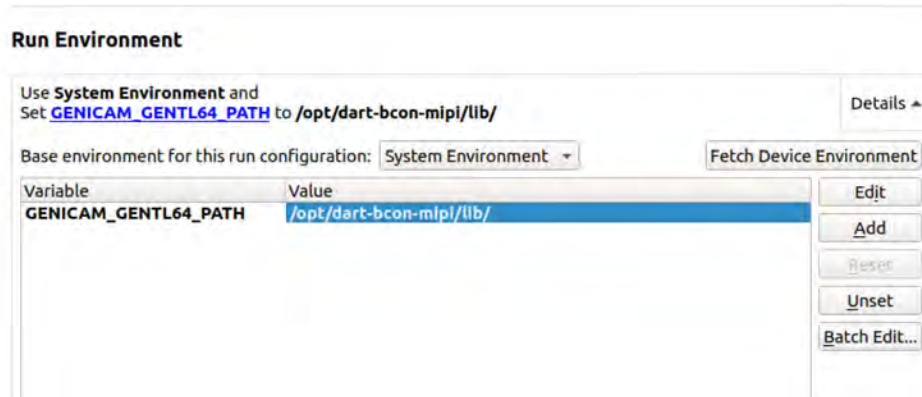 Run Environment
Use System Environment and
Set GENICAM_GENTL64_PATH to /opt/dart-bcon-mipi/lib/
Details
Base environment for this run configuration: System Environment
Fetch Device Environment
Variable Value
GENICAM_GENTL64_PATH /opt/dart-bcon-mipi/lib/
Edit
Add
Reset
Unset
Batch Edit...